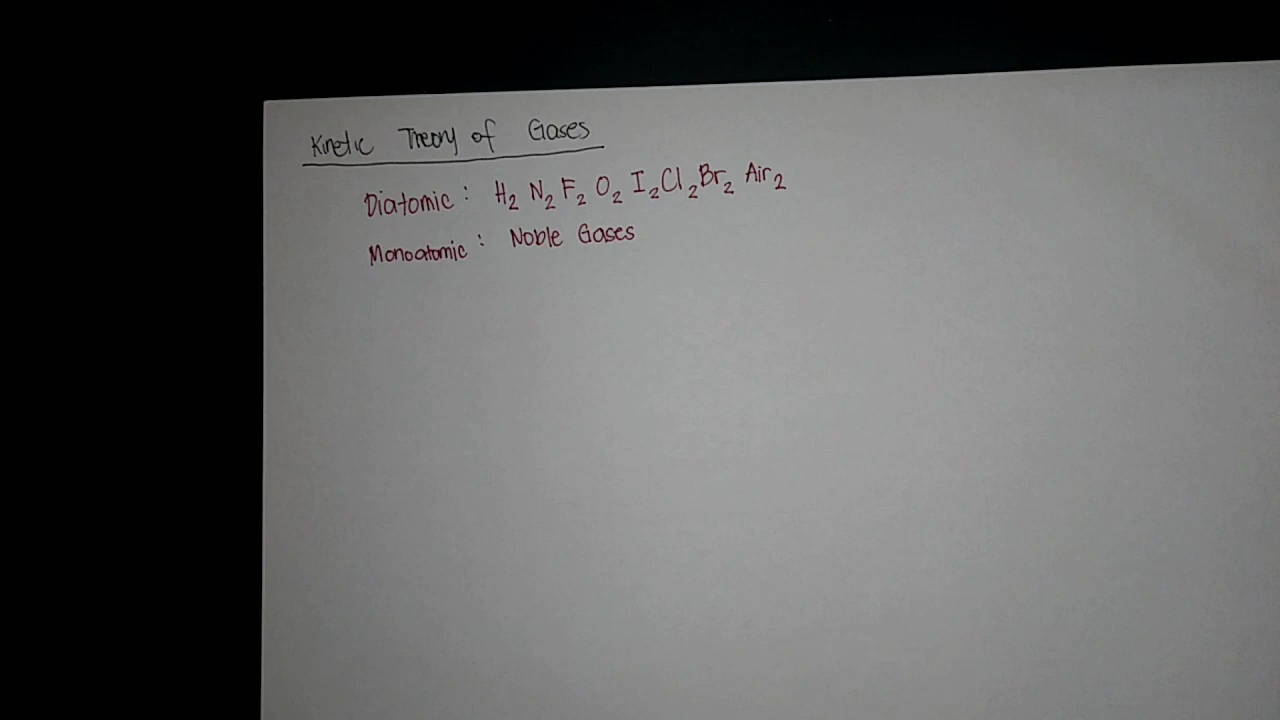 Kinetic Theory of Gases
Diatomic : H₂ N₂ F₂ O₂ I₂ Cl₂ Br₂ Air₂
Monoatomic : Noble Gases